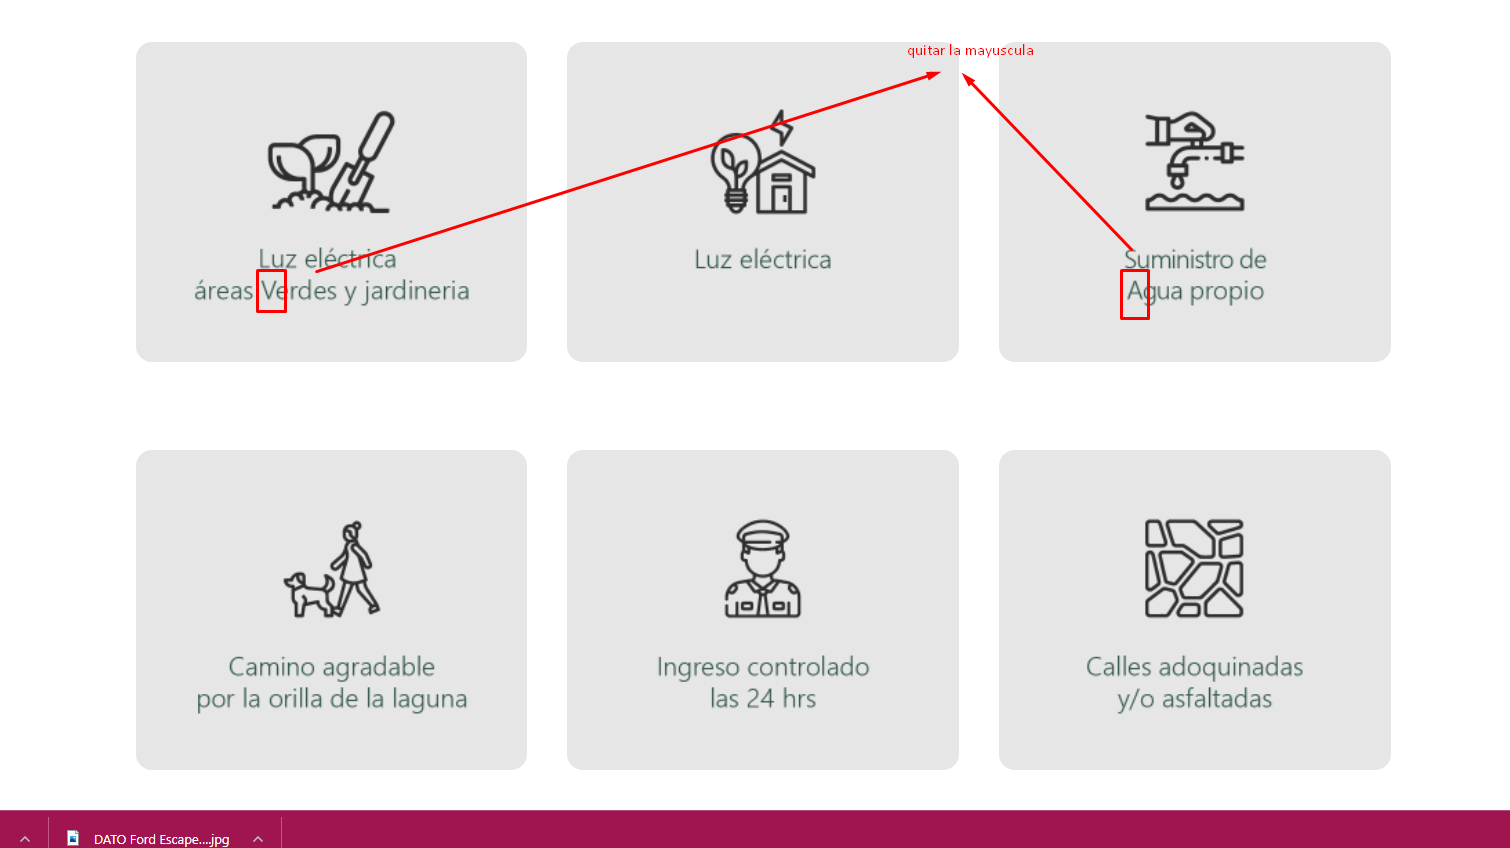 quitar la mayuscula
Luz eléctrica
áreas Verdes y jardineria
Luz eléctrica
Suministro de
Agua propio
Camino agradable
por la orilla de la laguna
Ingreso controlado
las 24 hrs
Calles adoquinadas
y/o asfaltadas
DATO Ford Escape....jpg